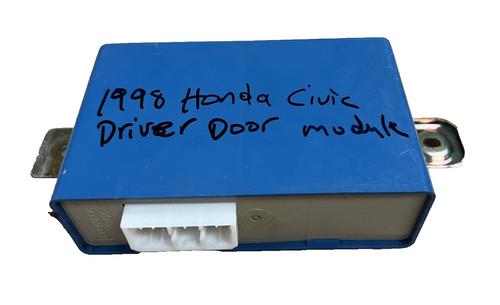 1998 Honda Civic
Driver Door module